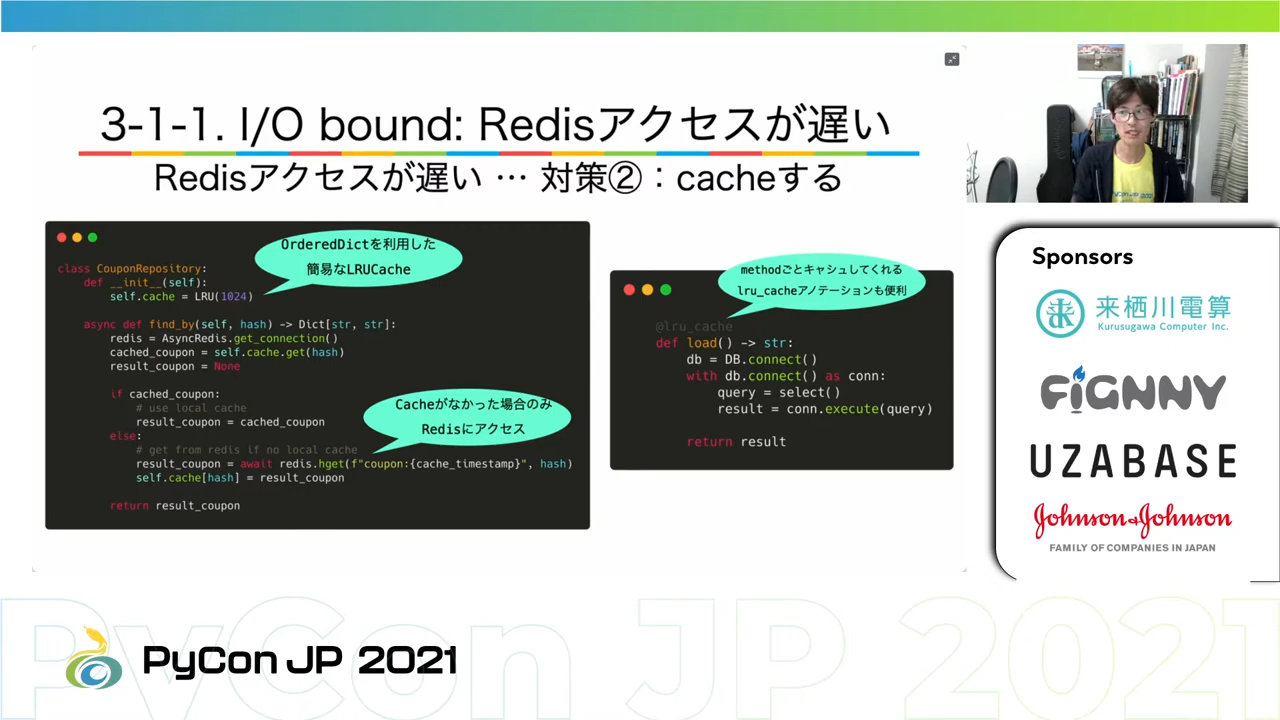 3-1-1. I/O bound: Redisアクセスが遅い
Redisアクセスが遅い … 対策②：cacheする
OrderedDictを利用した
簡易なLRUCache
class CouponRepository:
def __init__(self):
self.cache = LRU(1024)
async def find_by(self, hash) -> Dict[str, str]:
redis = AsyncRedis.get_connection()
cached_coupon = self.cache.get(hash)
result_coupon = None
if cached_coupon:
# use local cache
result_coupon = cached_coupon
else:
# get from redis if no local cache
result_coupon = await redis.hget(f"coupon:{cache_timestamp}", hash)
self.cache[hash] = result_coupon
return result_coupon
Cacheがなかった場合のみ
Redisにアクセス
methodごとキャシュしてくれる
lru_cacheアノテーションも便利
@lru_cache
def load() -> str:
db = DB.connect()
with db.connect() as conn:
query = select()
result = conn.execute(query)
return result
PyCon JP 2021
Sponsors
来栖川電算
Kurusugawa Computer Inc.
FiGNNY
UZABASE
Johnson & Johnson
FAMILY OF COMPANIES IN JAPAN
PyCon JP 2021
PyCon JP 2021